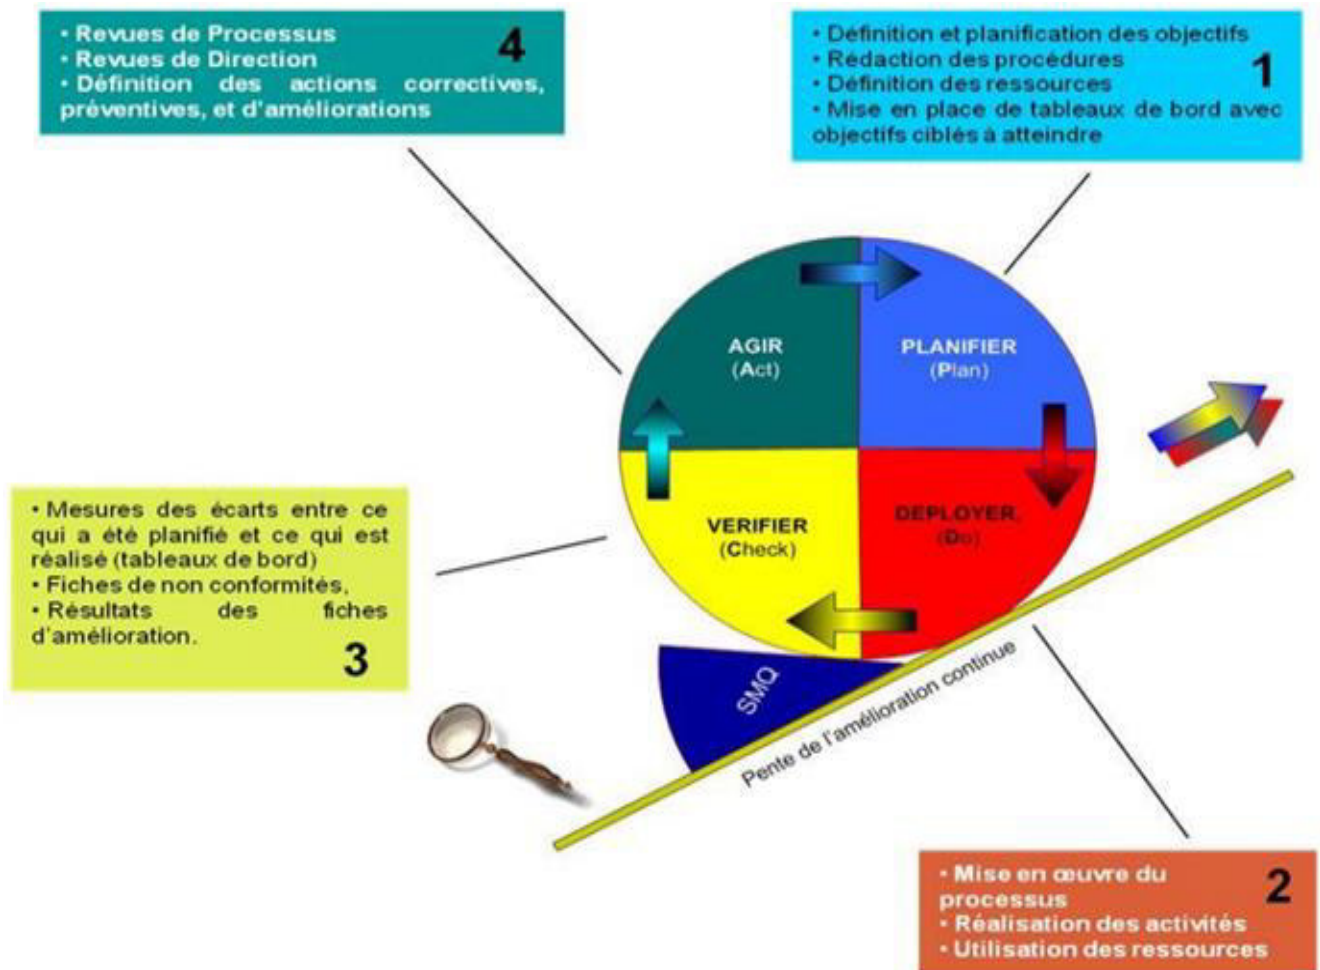 • Revues de Processus
• Revues de Direction
• Définition des actions correctives,
préventives, et d'améliorations
4
• Définition et planification des objectifs
• Rédaction des procédures
• Définition des ressources
• Mise en place de tableaux de bord avec
objectifs ciblés à atteindre
1
AGIR
(Act)
PLANIFIER
(Plan)
VERIFIER
(Check)
DEPLOYER,
(Do)
• Mesures des écarts entre ce
qui a été planifié et ce qui est
réalisé (tableaux de bord)
• Fiches de non conformités,
• Résultats des fiches
d'amélioration.
3
SMQ
Pente de l'amélioration continue
• Mise en œuvre du
processus
• Réalisation des activités
• Utilisation des ressources
2